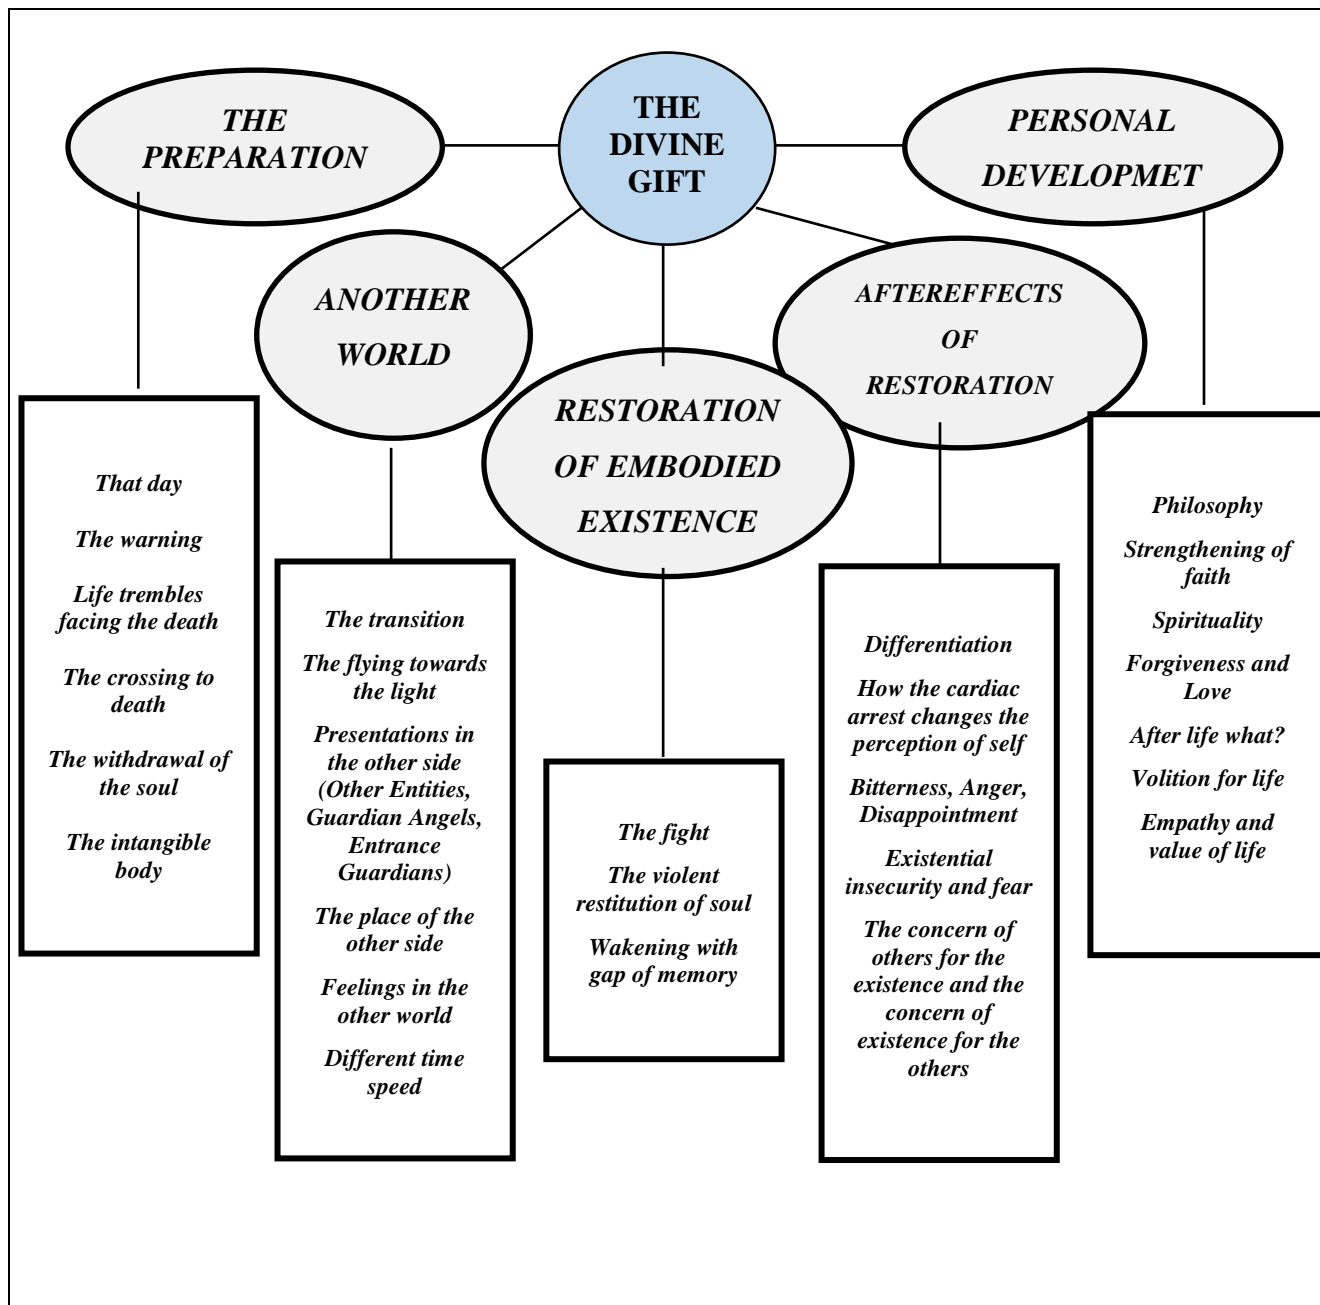 THE
DIVINE
GIFT
THE
PREPARATION
That day
The warning
Life trembles
facing the death
The crossing to
death
The withdrawal of
the soul
The intangible
body
ANOTHER
WORLD
The transition
The flying towards
the light
Presentations in
the other side
(Other Entities,
Guardian Angels,
Entrance
Guardians)
The place of the
other side
Feelings in the
other world
Different time
speed
RESTORATION
OF EMBODIED
EXISTENCE
The fight
The violent
restitution of soul
Wakening with
gap of memory
AFTEREFFECTS
OF
RESTORATION
Differentiation
How the cardiac
arrest changes the
perception of self
Bitterness, Anger,
Disappointment
Existential
insecurity and fear
The concern of
others for the
existence and the
concern of
existence for the
others
PERSONAL
DEVELOPMET
Philosophy
Strengthening of
faith
Spirituality
Forgiveness and
Love
After life what?
Volition for life
Empathy and
value of life